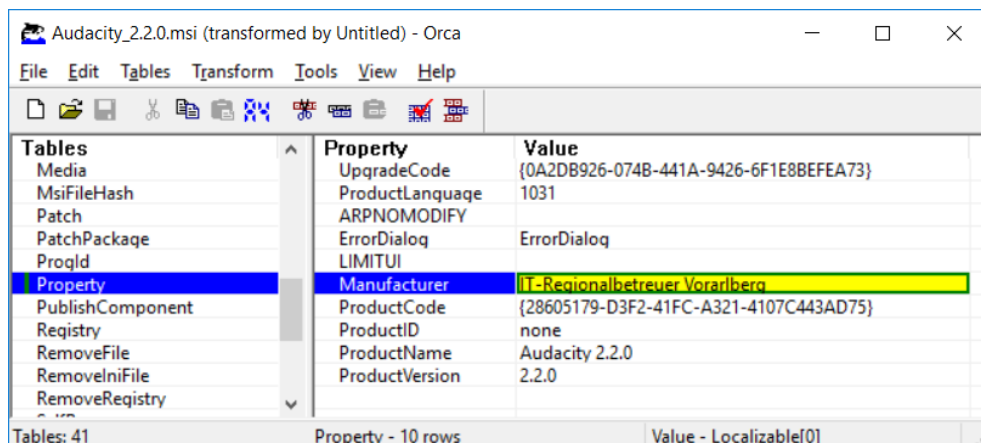 Audacity_2.2.0.msi (transformed by Untitled) - Orca
File Edit Tables Transform Tools View Help
Tables Property Value
Media UpgradeCode {0A2DB926-074B-441A-9426-6F1E8BEFEA73}
MsiFileHash ProductLanguage 1031
Patch ARPNOMODIFY
PatchPackage ErrorDialog ErrorDialog
ProgId LIMITUI
Property Manufacturer IT-Regionalbetreuer Vorarlberg
PublishComponent ProductCode {28605179-D3F2-41FC-A321-4107C443AD75}
Registry ProductID none
RemoveFile ProductName Audacity 2.2.0
RemoveIniFile ProductVersion 2.2.0
RemoveRegistry
Tables: 41 Property - 10 rows Value - Localizable[0]